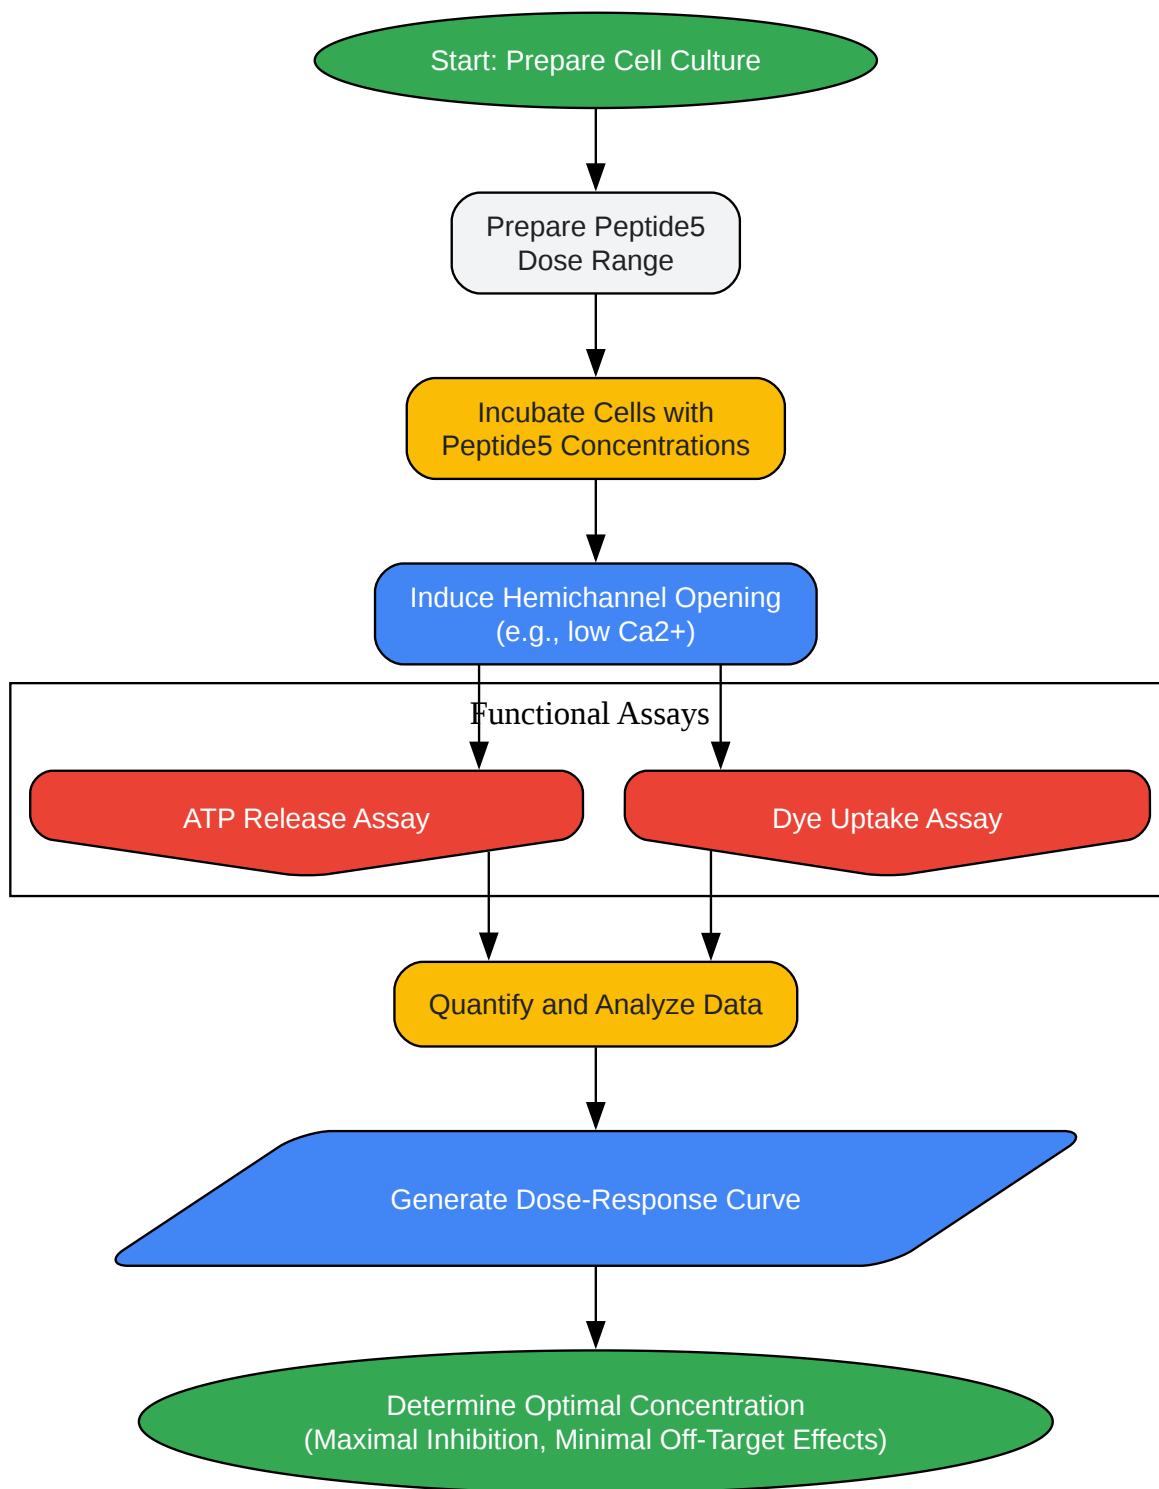 Start: Prepare Cell Culture
Prepare Peptide5
Dose Range
Incubate Cells with
Peptide5 Concentrations
Induce Hemichannel Opening
(e.g., low Ca2+)
Functional Assays
ATP Release Assay
Dye Uptake Assay
Quantify and Analyze Data
Generate Dose-Response Curve
Determine Optimal Concentration
(Maximal Inhibition, Minimal Off-Target Effects)